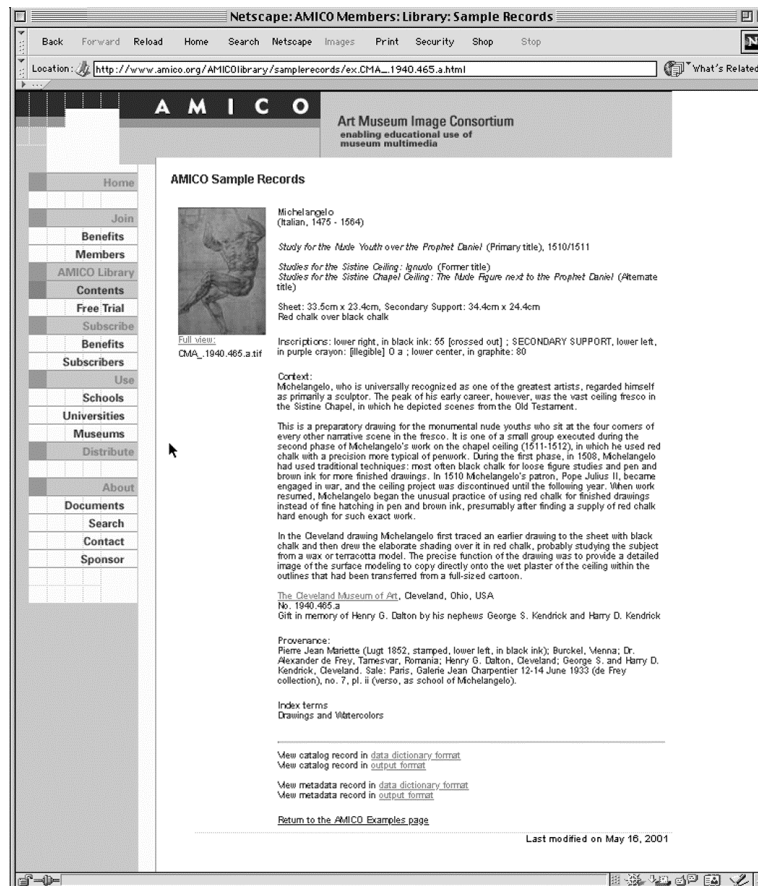 Netscape: AMICO Members: Library: Sample Records
Back Forward Reload Home Search Netscape Images Print Security Shop Stop
Location: http://www.amico.org/AMICOlibrary/samplerecords/ex.CMA_.1940.465.a.html What's Related
AMICO
Art Museum Image Consortium
enabling educational use of
museum multimedia
Home
Join
Benefits
Members
AMICO Library
Contents
Free Trial
Subscribe
Benefits
Subscribers
Use
Schools
Universities
Museums
Distribute
About
Documents
Search
Contact
Sponsor
AMICO Sample Records
Full view:
CMA_.1940.465.a.tif
Michelangelo
(Italian, 1475 - 1564)
Study for the Nude Youth over the Prophet Daniel (Primary title), 1510/1511
Studies for the Sistine Ceiling: Ignudo (Former title)
Studies for the Sistine Chapel Ceiling: The Nude Figure next to the Prophet Daniel (Alternate
title)
Sheet: 33.5cm x 23.4cm, Secondary Support: 34.4cm x 24.4cm
Red chalk over black chalk
Inscriptions: lower right, in black ink: 55 [crossed out] ; SECONDARY SUPPORT, lower left,
in purple crayon: [illegible] 0 a ; lower center, in graphite: 80
Context:
Michelangelo, who is universally recognized as one of the greatest artists, regarded himself
as primarily a sculptor. The peak of his early career, however, was the vast ceiling fresco in
the Sistine Chapel, in which he depicted scenes from the Old Testament.
This is a preparatory drawing for the monumental nude youths who sit at the four corners of
every other narrative scene in the fresco. It is one of a small group executed during the
second phase of Michelangelo's work on the chapel ceiling (1511-1512), in which he used red
chalk with a precision more typical of penwork. During the first phase, in 1508, Michelangelo
had used traditional techniques: most often black chalk for loose figure studies and pen and
brown ink for more finished drawings. In 1510 Michelangelo's patron, Pope Julius II, became
engaged in war, and the ceiling project was discontinued until the following year. When work
resumed, Michelangelo began the unusual practice of using red chalk for finished drawings
instead of fine hatching in pen and brown ink, presumably after finding a supply of red chalk
hard enough for such exact work.
In the Cleveland drawing Michelangelo first traced an earlier drawing to the sheet with black
chalk and then drew the elaborate shading over it in red chalk, probably studying the subject
from a wax or terracotta model. The precise function of the drawing was to provide a detailed
image of the surface modeling to copy directly onto the wet plaster of the ceiling within the
outlines that had been transferred from a full-sized cartoon.
The Cleveland Museum of Art, Cleveland, Ohio, USA
No. 1940.465.a
Gift in memory of Henry G. Dalton by his nephews George S. Kendrick and Harry D. Kendrick
Provenance:
Pierre Jean Mariette (Lugt 1852, stamped, lower left, in black ink); Burckel, Vienna; Dr.
Alexander de Frey, Tamesvar, Romania; Henry G. Dalton, Cleveland; George S. and Harry D.
Kendrick, Cleveland. Sale: Paris, Galerie Jean Charpentier 12-14 June 1933 (de Frey
collection), no. 7, pl. ii (verso, as school of Michelangelo).
Index terms
Drawings and Watercolors
View catalog record in data dictionary format
View catalog record in output format
View metadata record in data dictionary format
View metadata record in output format
Return to the AMICO Examples page
Last modified on May 16, 2001